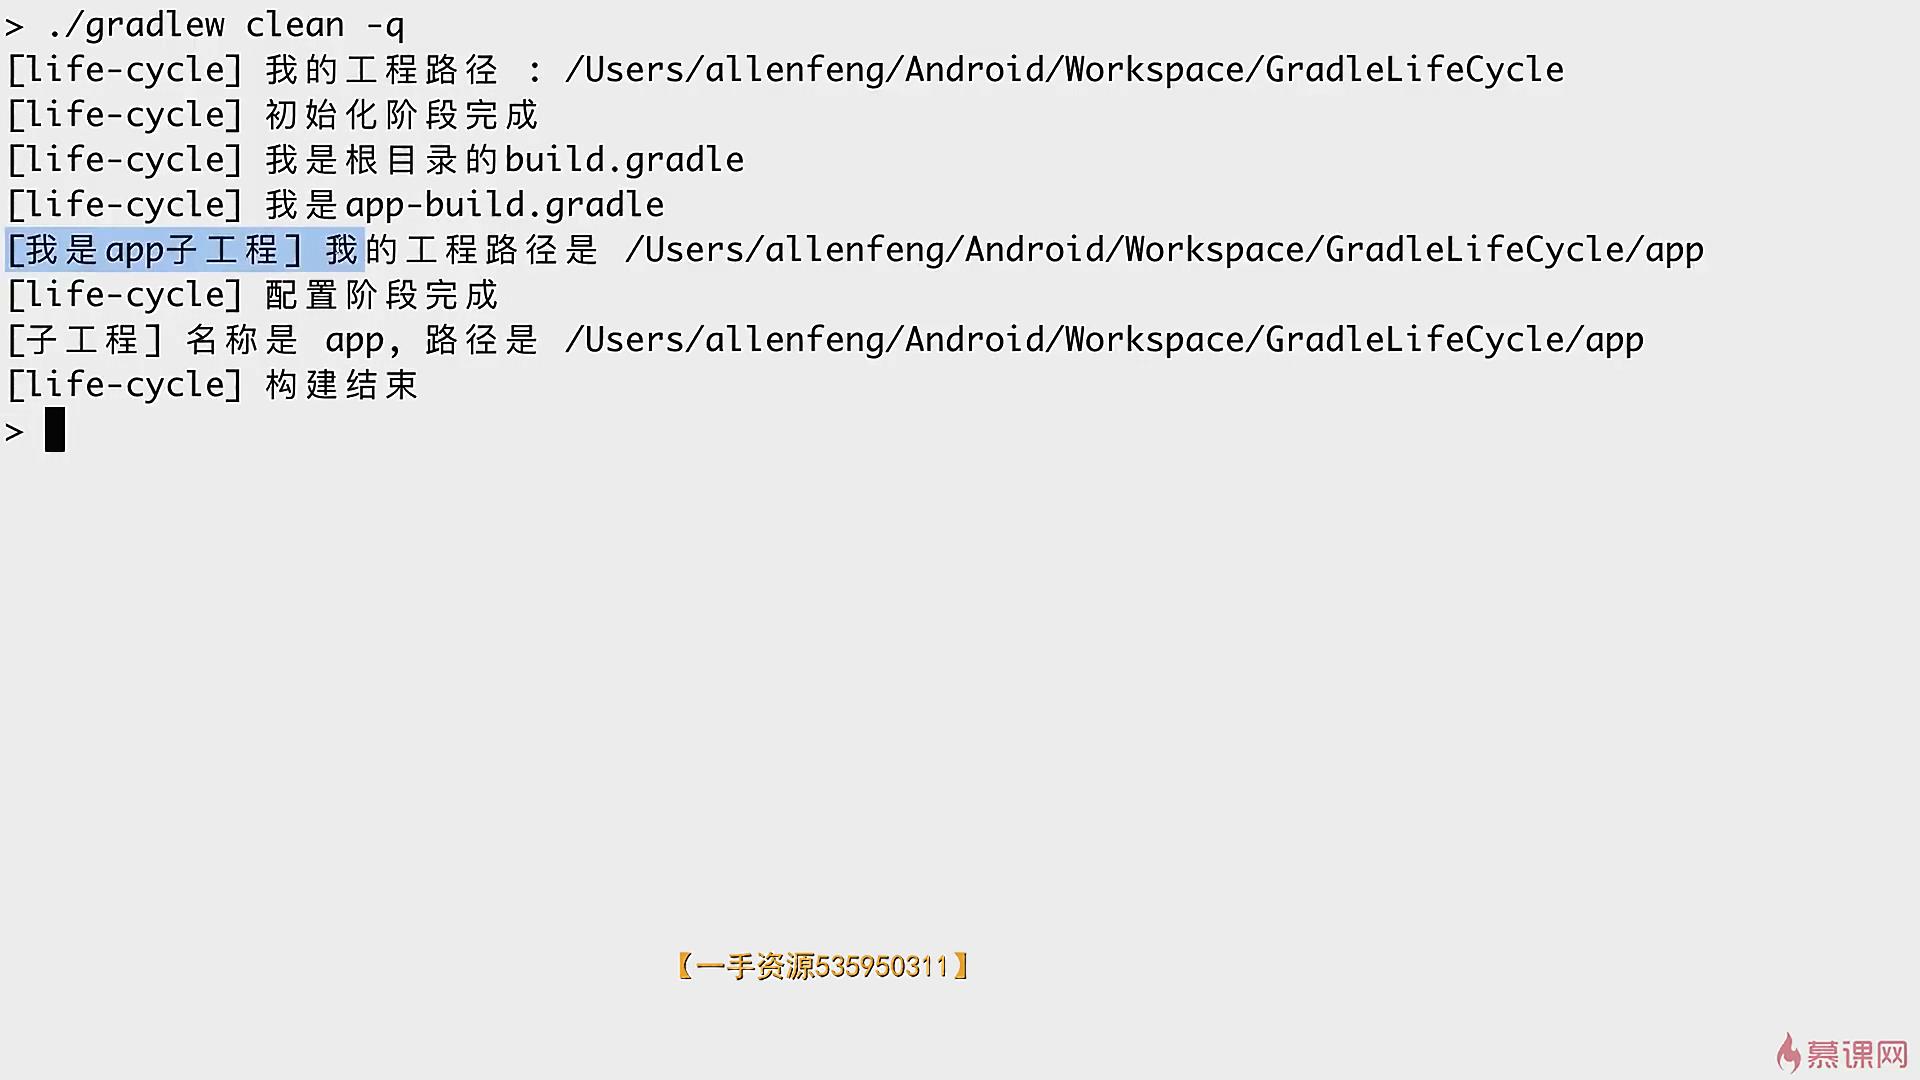 > ./gradlew clean -q
[life-cycle] 我的工程路径 : /Users/allenfeng/Android/Workspace/GradleLifeCycle
[life-cycle] 初始化阶段完成
[life-cycle] 我是根目录的build.gradle
[life-cycle] 我是app-build.gradle
[我是app子工程] 我的工程路径是 /Users/allenfeng/Android/Workspace/GradleLifeCycle/app
[life-cycle] 配置阶段完成
[子工程] 名称是 app, 路径是 /Users/allenfeng/Android/Workspace/GradleLifeCycle/app
[life-cycle] 构建结束
>
【一手资源535950311】
慕课网